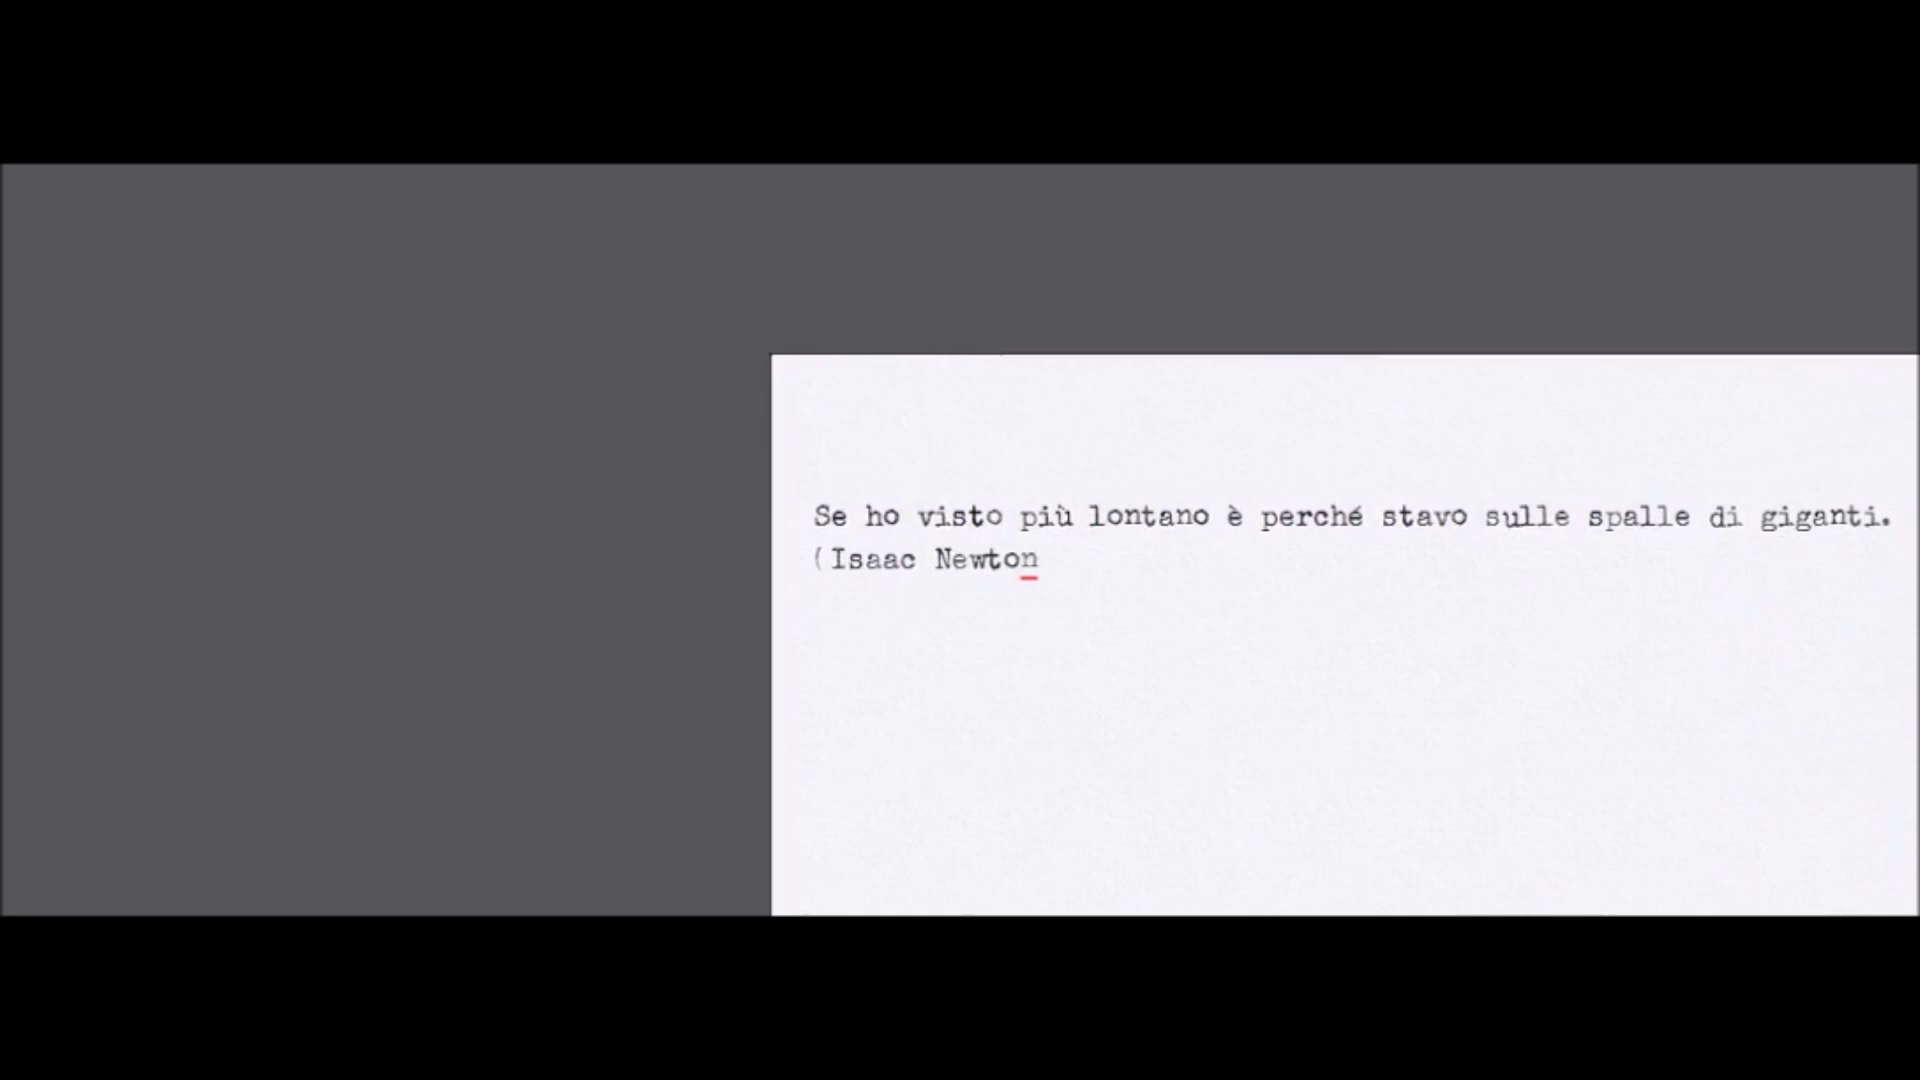 Se ho visto più lontano è perché stavo sulle spalle di giganti.
(Isaac Newton